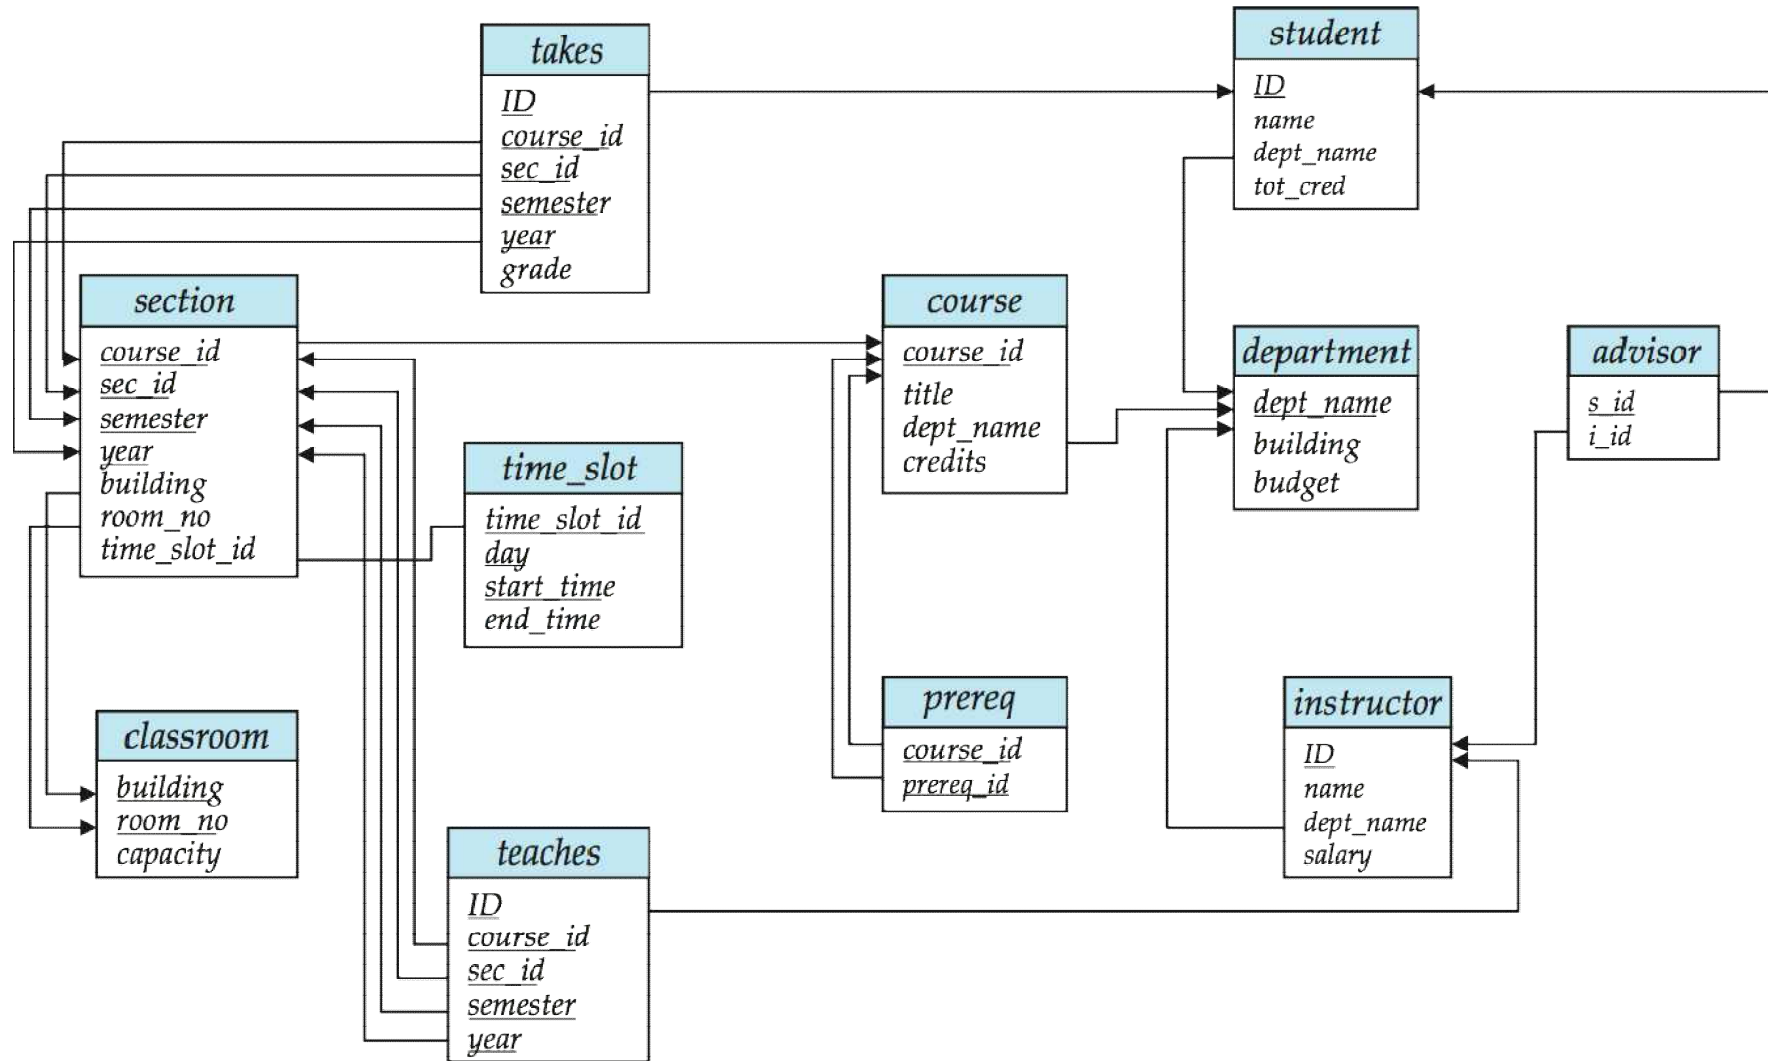 takes
ID
course_id
sec_id
semester
year
grade
student
ID
name
dept_name
tot_cred
section
course_id
sec_id
semester
year
building
room_no
time_slot_id
course
course_id
title
dept_name
credits
department
dept_name
building
budget
advisor
s_id
i_id
time_slot
time_slot_id
day
start_time
end_time
prereq
course_id
prereq_id
instructor
ID
name
dept_name
salary
classroom
building
room_no
capacity
teaches
ID
course_id
sec_id
semester
year